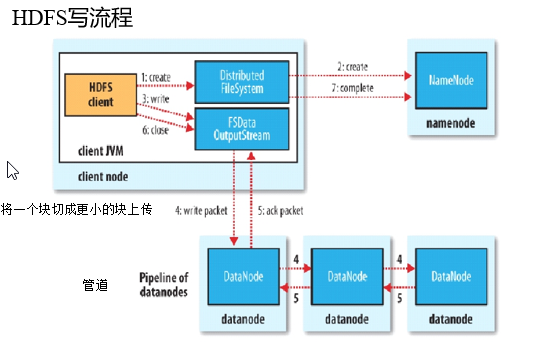 HDFS写流程
HDFS
client
1: create
3: write
6: close
Distributed
FileSystem
FSData
OutputStream
client JVM
client node
2: create
7: complete
NameNode
namenode
将一个块切成更小的块上传
4: write packet
5: ack packet
管道
Pipeline of
datanodes
DataNode
datanode
4
5
DataNode
datanode
4
5
DataNode
datanode